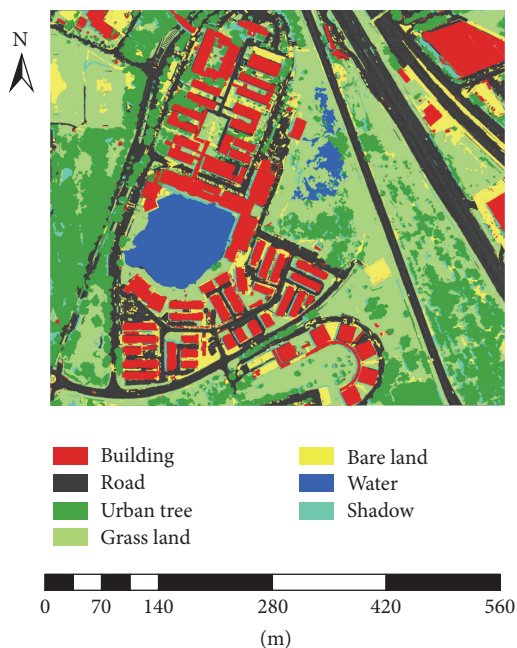 N
Building
Road
Urban tree
Grass land
Bare land
Water
Shadow
0 70 140 280 420 560
(m)